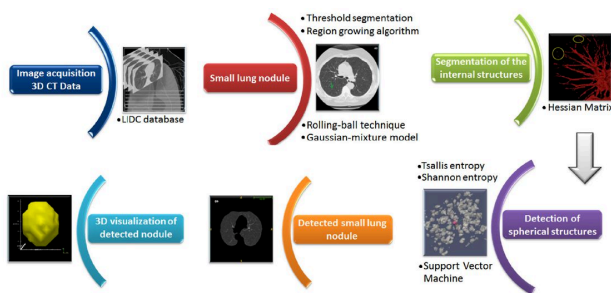 Image acquisition
3D CT Data
•LIDC database
Small lung nodule
•Threshold segmentation
•Region growing algorithm
•Rolling-ball technique
•Gaussian-mixture model
Segmentation of the
internal structures
•Hessian Matrix
•Tsallis entropy
•Shannon entropy
•Support Vector
Machine
Detection of
spherical structures
Detected small lung
nodule
3D visualization of
detected nodule